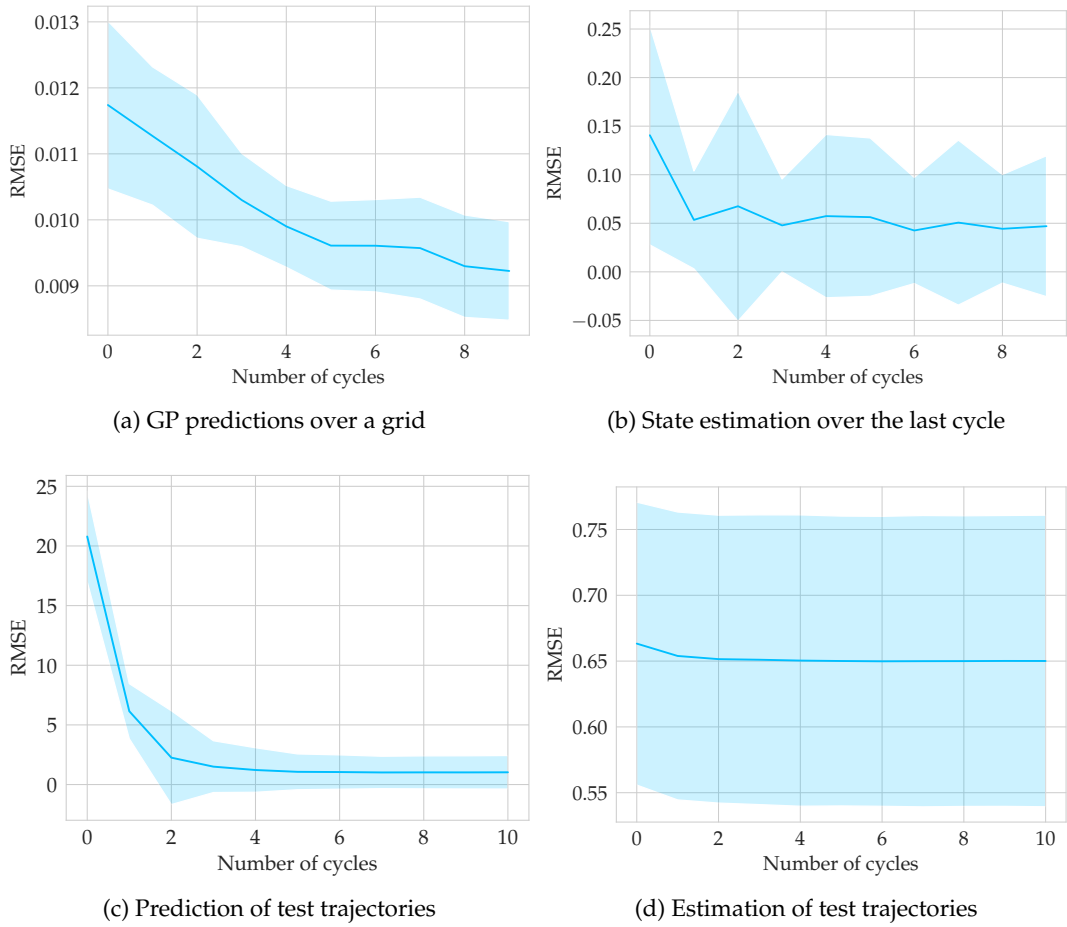 0.013
0.012
0.011
0.010
0.009
RMSE
0 2 4 6 8
Number of cycles
(a) GP predictions over a grid
0.25
0.20
0.15
0.10
0.05
0.00
−0.05
RMSE
0 2 4 6 8
Number of cycles
(b) State estimation over the last cycle
25
20
15
10
5
0
RMSE
0 2 4 6 8 10
Number of cycles
(c) Prediction of test trajectories
0.75
0.70
0.65
0.60
0.55
RMSE
0 2 4 6 8 10
Number of cycles
(d) Estimation of test trajectories